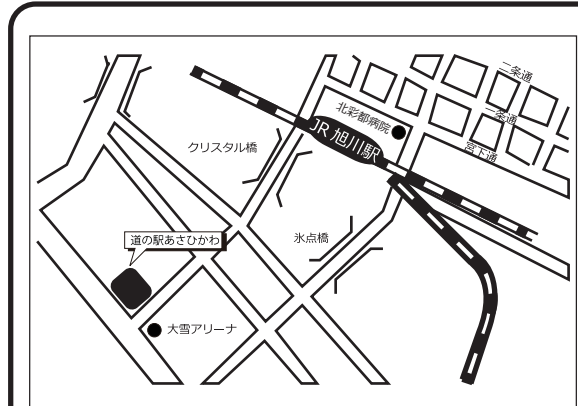 二条通
一条通
宮下通
北彩都病院
JR 旭川駅
クリスタル橋
氷点橋
道の駅あさひかわ
大雪アリーナ